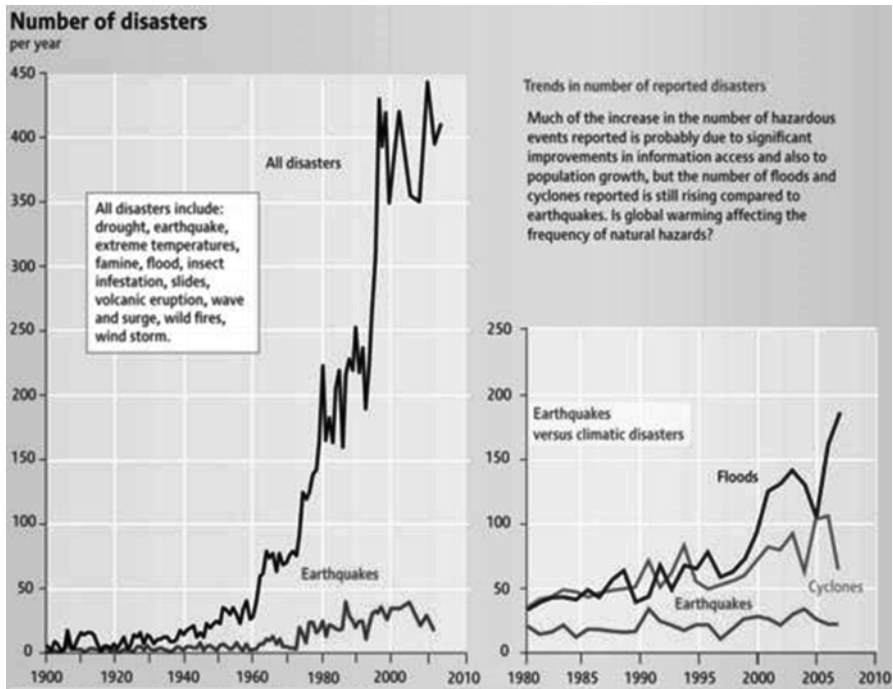 Number of disasters
per year
450
400
350
300
250
200
150
100
50
0
1900
1920
1940
1960
1980
2000
2010
All disasters
All disasters include:
drought, earthquake,
extreme temperatures,
famine, flood, insect
infestation, slides,
volcanic eruption, wave
and surge, wild fires,
wind storm.
Earthquakes
Trends in number of reported disasters
Much of the increase in the number of hazardous
events reported is probably due to significant
improvements in information access and also to
population growth, but the number of floods and
cyclones reported is still rising compared to
earthquakes. Is global warming affecting the
frequency of natural hazards?
250
200
150
100
50
0
Earthquakes
versus climatic disasters
Floods
Cyclones
Earthquakes
1980
1985
1990
1995
2000
2005
2010